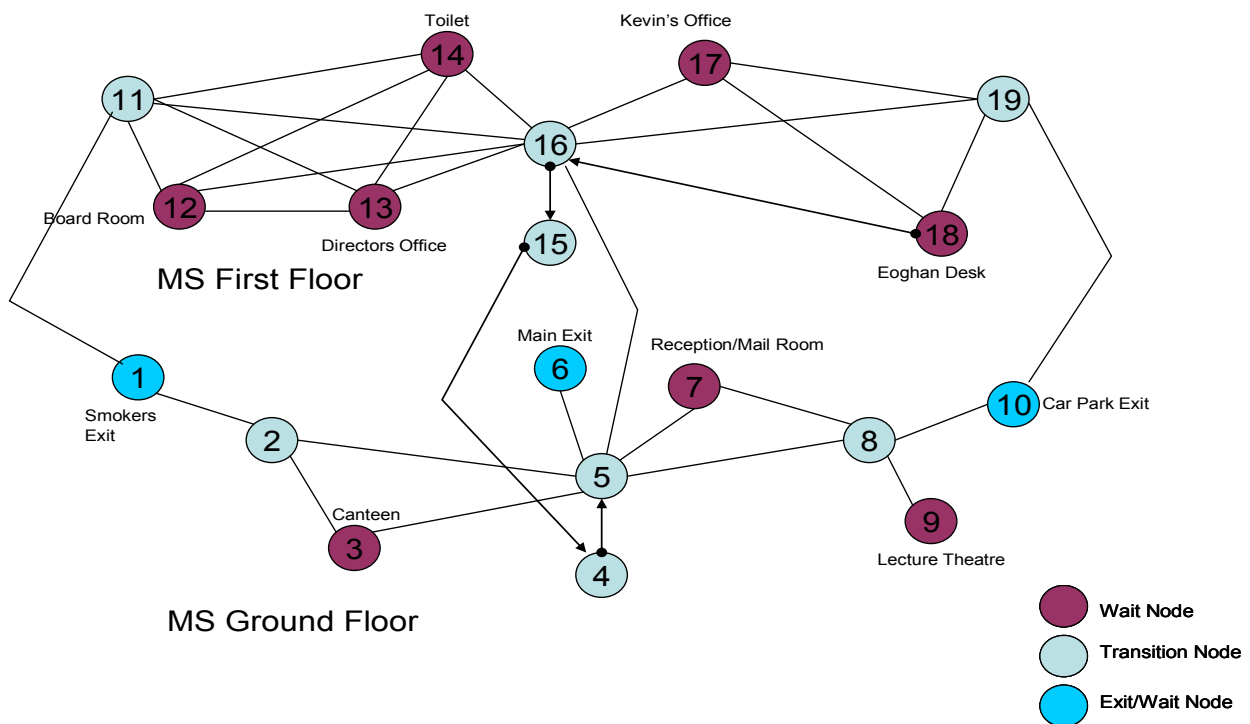 Toilet
Kevin's Office
14
17
11
19
16
Board Room
12
13
18
Directors Office
15
Eoghan Desk
MS First Floor
Main Exit
Reception/Mail Room
6
1
7
10
Car Park Exit
Smokers
Exit
2
8
5
Canteen
3
9
Lecture Theatre
4
MS Ground Floor
Wait Node
Transition Node
Exit/Wait Node